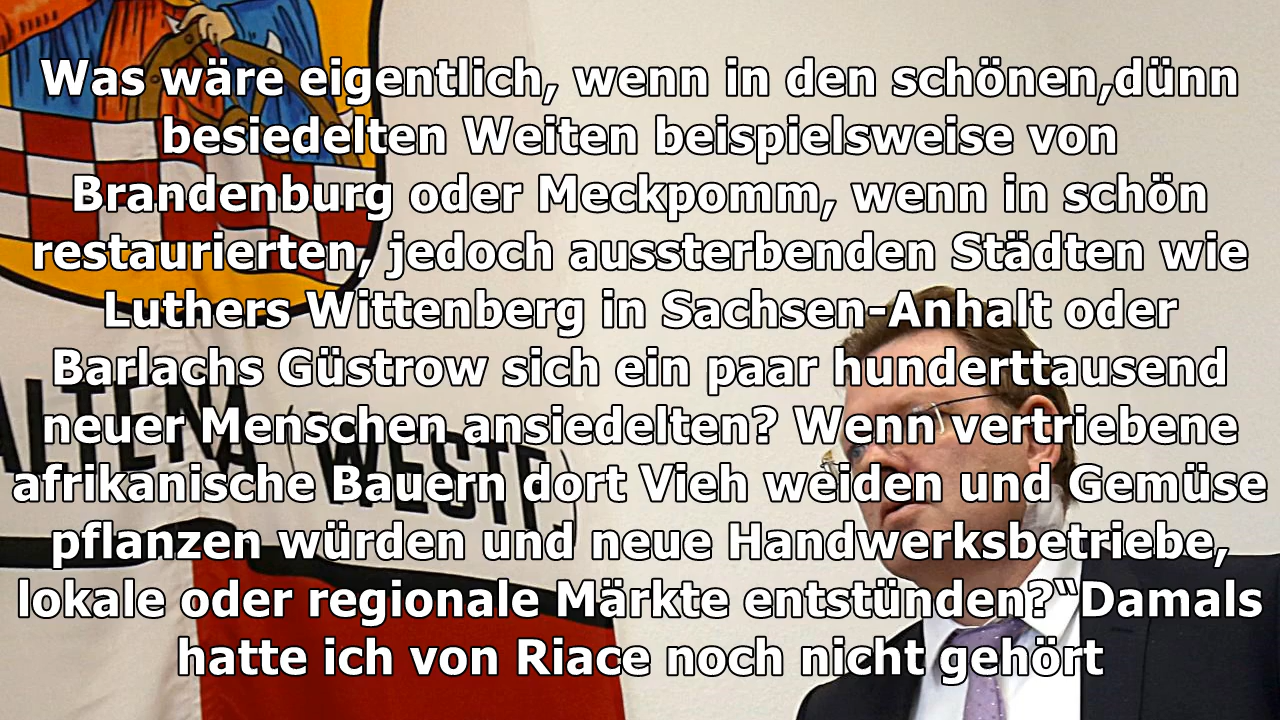 Was wäre eigentlich, wenn in den schönen,dünn
besiedelten Weiten beispielsweise von
Brandenburg oder Meckpomm, wenn in schön
restaurierten, jedoch aussterbenden Städten wie
Luthers Wittenberg in Sachsen-Anhalt oder
Barlachs Güstrow sich ein paar hunderttausend
neuer Menschen ansiedelten? Wenn vertriebene
afrikanische Bauern dort Vieh weiden und Gemüse
pflanzen würden und neue Handwerksbetriebe,
lokale oder regionale Märkte entstünden?“Damals
hatte ich von Riace noch nicht gehört
ALTENA (WESTF.)